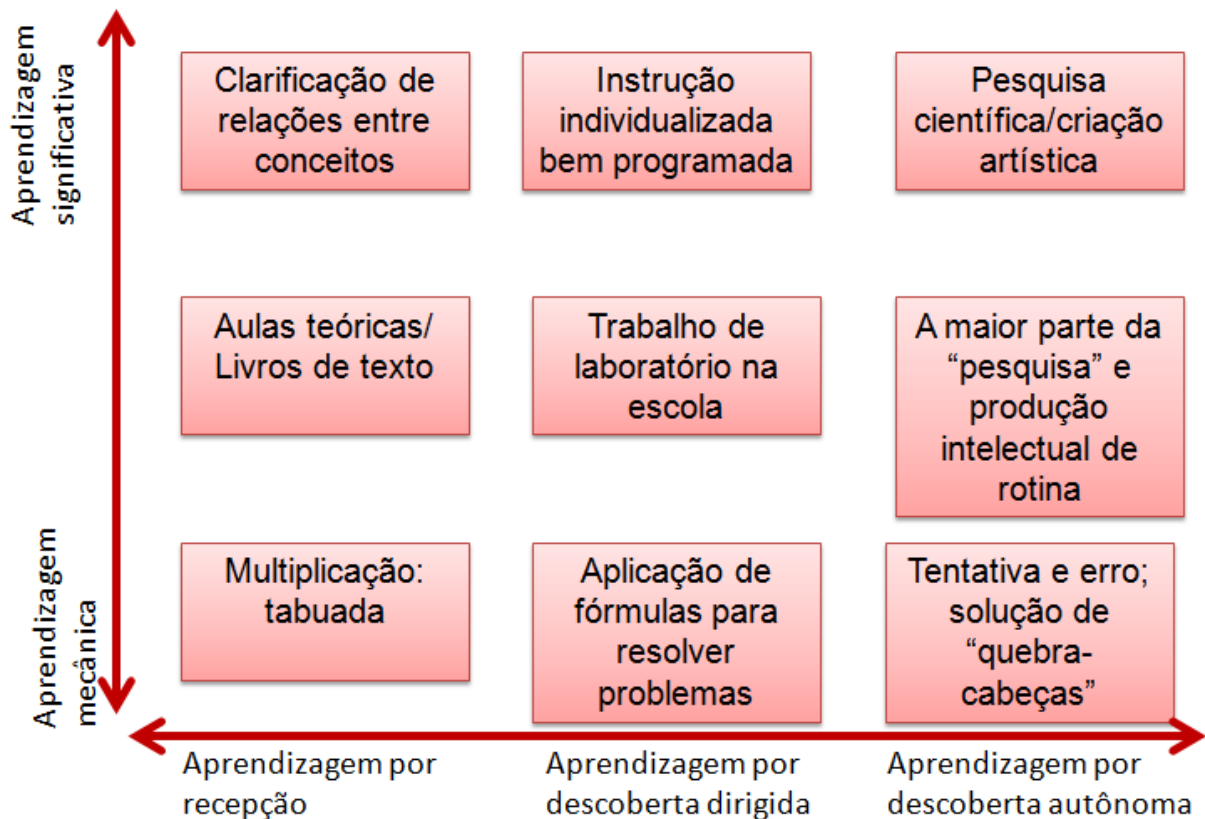 Aprendizagem
significativa
Clarificação de
relações entre
conceitos
Instrução
individualizada
bem programada
Pesquisa
científica/criação
artística
Aulas teóricas/
Livros de texto
Trabalho de
laboratório na
escola
A maior parte da
“pesquisa” e
produção
intelectual de
rotina
Aprendizagem
mecânica
Multiplicação:
tabuada
Aplicação de
fórmulas para
resolver
problemas
Tentativa e erro;
solução de
“quebra-
cabeças”
Aprendizagem por
recepção
Aprendizagem por
descoberta dirigida
Aprendizagem por
descoberta autônoma